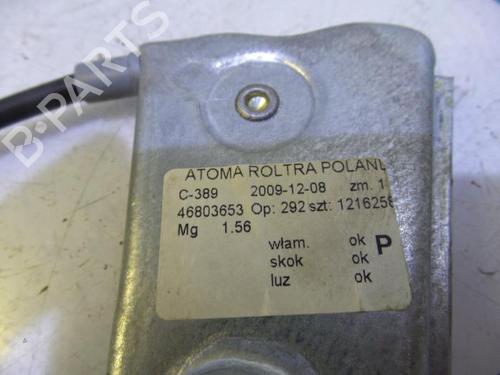 B-PARTS
ATOMA ROLTRA POLAND
C-389 2009-12-08 zm. 1
46803653 Op: 292 szt: 1216256
Mg 1.56
włam. ok P
skok ok
luz ok